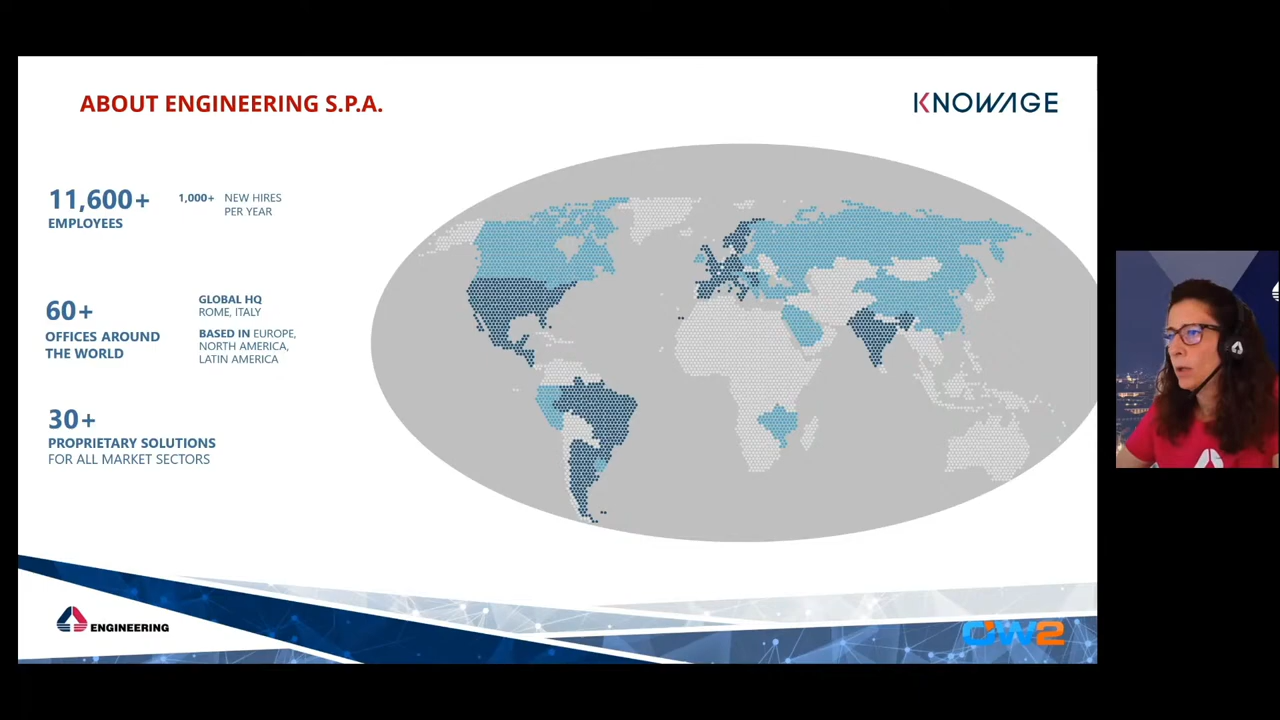 ABOUT ENGINEERING S.P.A.
KNOWAGE
11,600+
EMPLOYEES
1,000+ NEW HIRES
PER YEAR
60+
OFFICES AROUND
THE WORLD
GLOBAL HQ
ROME, ITALY
BASED IN EUROPE,
NORTH AMERICA,
LATIN AMERICA
30+
PROPRIETARY SOLUTIONS
FOR ALL MARKET SECTORS
ENGINEERING
OW2